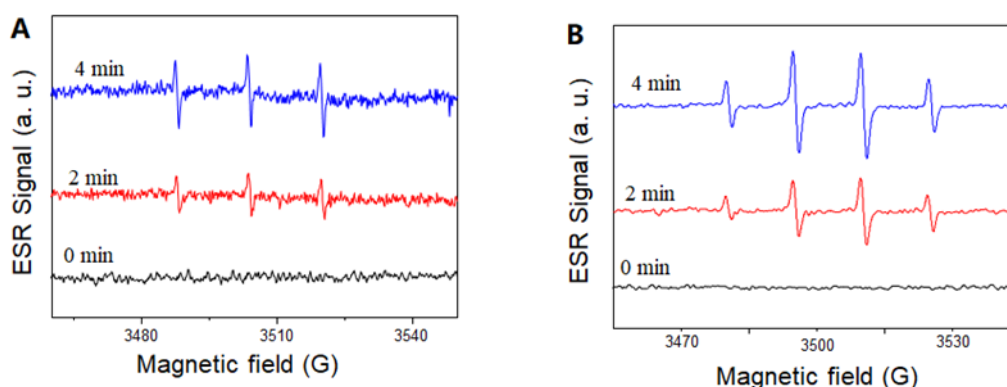 A
ESR Signal (a. u.)
4 min
2 min
0 min
3480
3510
3540
Magnetic field (G)
B
ESR Signal (a. u.)
4 min
2 min
0 min
3470
3500
3530
Magnetic field (G)